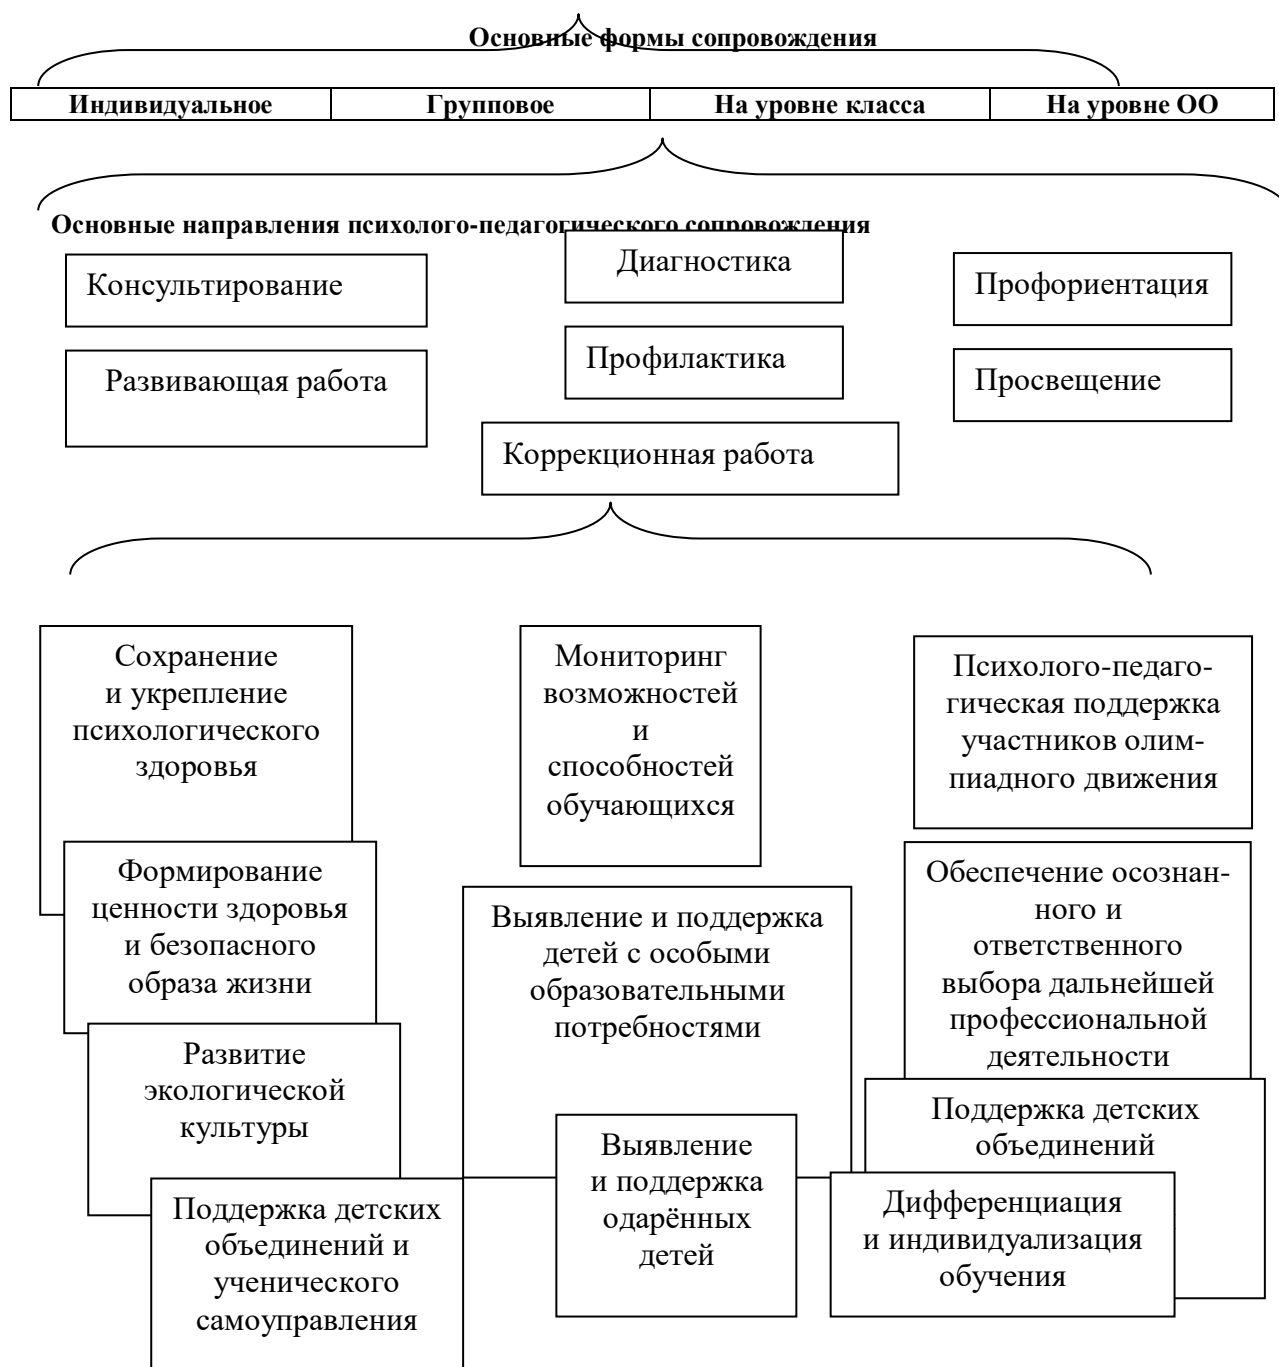 Основные формы сопровождения
Индивидуальное Групповое На уровне класса На уровне ОО
Основные направления психолого-педагогического сопровождения
Консультирование
Диагностика
Профориентация
Развивающая работа
Профилактика
Просвещение
Коррекционная работа
Сохранение
и укрепление
психологического
здоровья
Формирование
ценности здоровья
и безопасного
образа жизни
Развитие
экологической
культуры
Поддержка детских
объединений и
ученического
самоуправления
Мониторинг
возможностей
и
способностей
обучающихся
Выявление и поддержка
детей с особыми
образовательными
потребностями
Выявление
и поддержка
одарённых
детей
Психолого-педаго-
гическая поддержка
участников олим-
пиадного движения
Обеспечение осознан-
ного и
ответственного
выбора дальнейшей
профессиональной
деятельности
Поддержка детских
объединений
Дифференциация
и индивидуализация
обучения